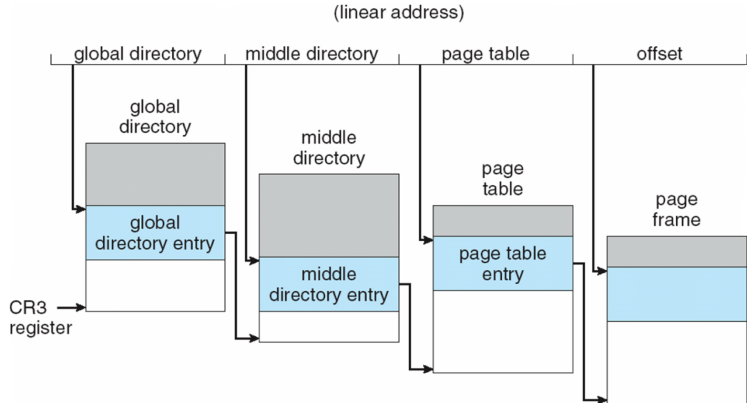 (linear address)
global directory
middle directory
page table
offset
global
directory
middle
directory
page
table
page
frame
global
directory entry
middle
directory entry
page table
entry
CR3
register